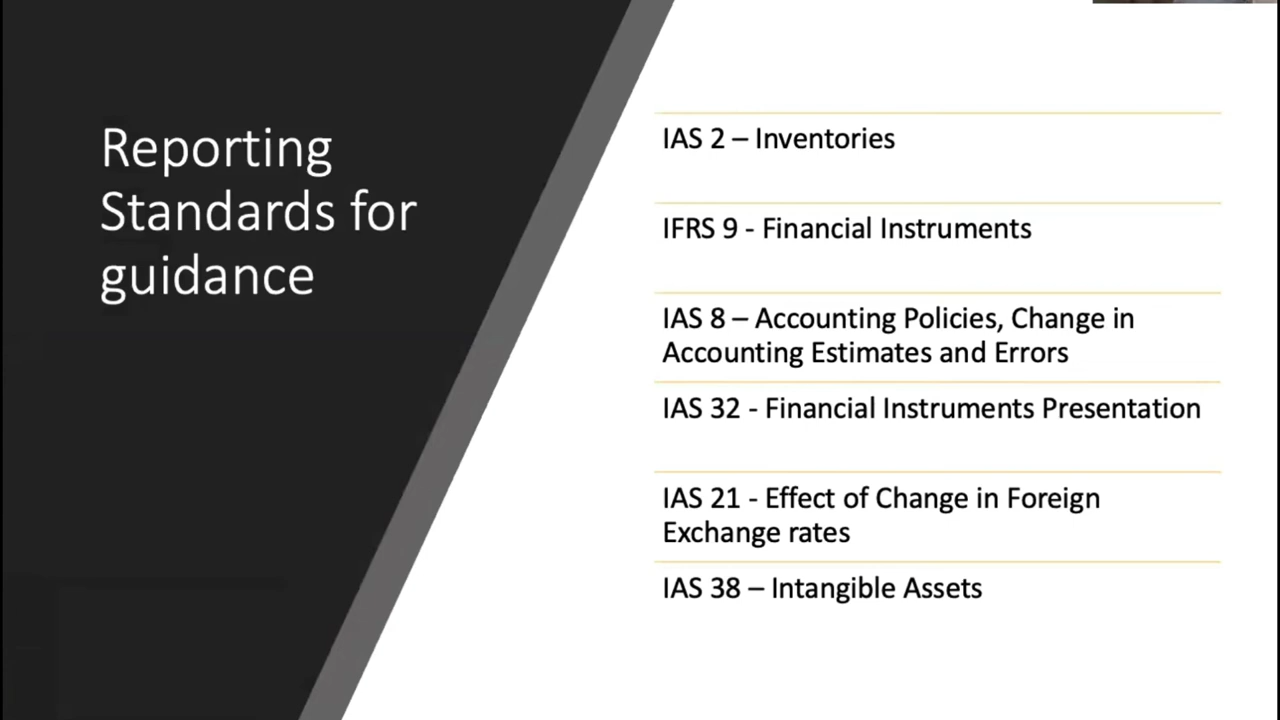 Reporting
Standards for
guidance
IAS 2 – Inventories
IFRS 9 - Financial Instruments
IAS 8 – Accounting Policies, Change in
Accounting Estimates and Errors
IAS 32 - Financial Instruments Presentation
IAS 21 - Effect of Change in Foreign
Exchange rates
IAS 38 – Intangible Assets